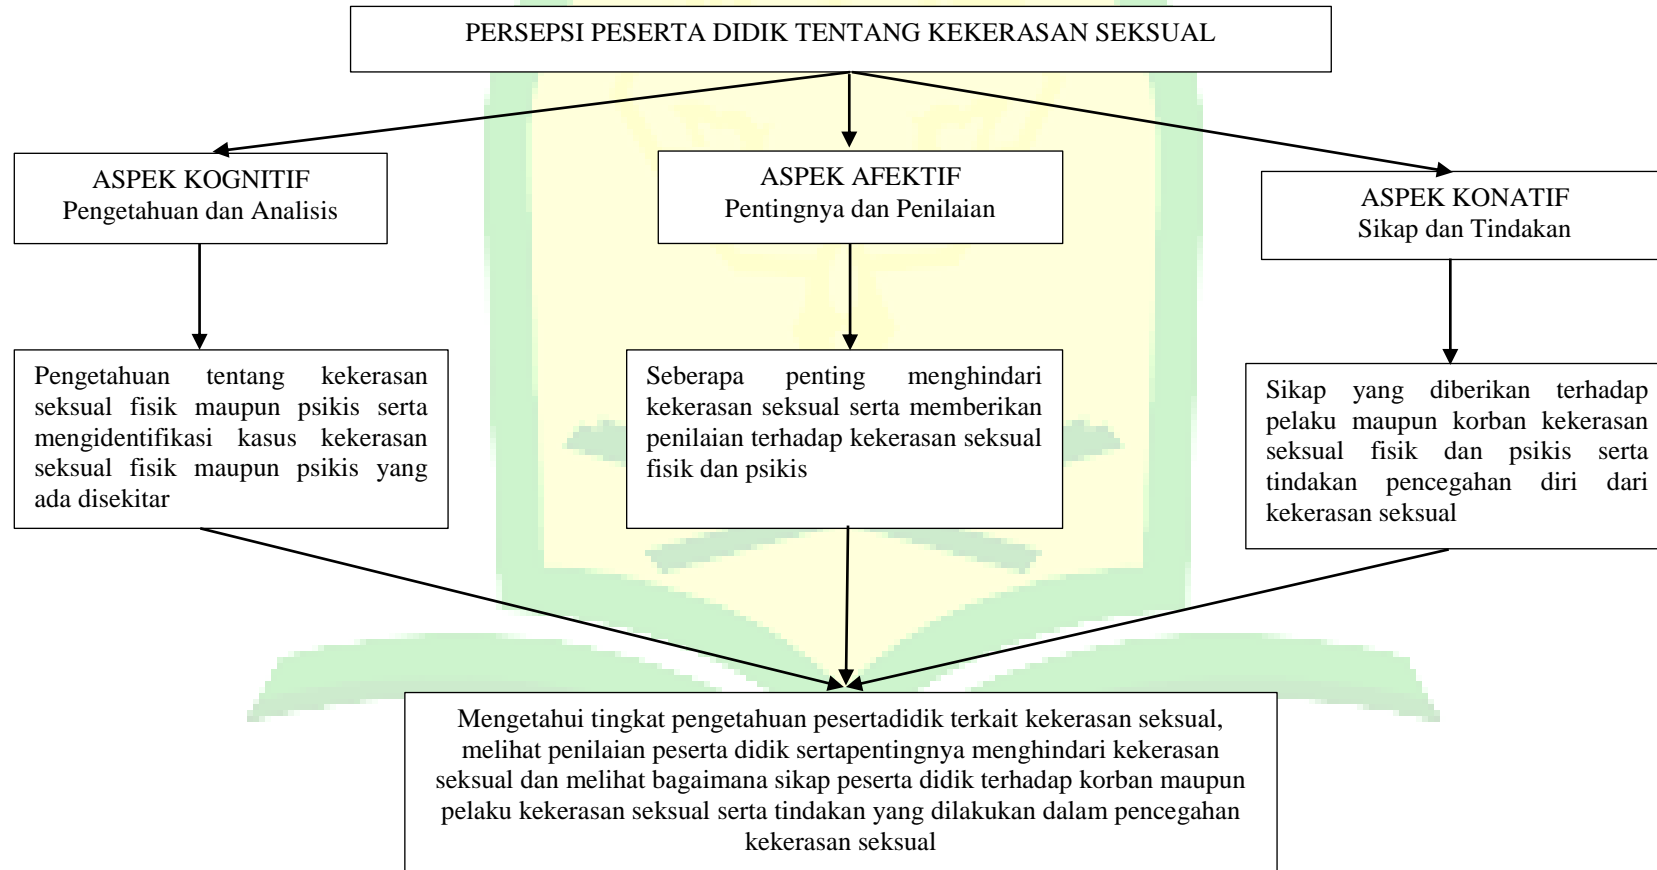 PERSEPSI PESERTA DIDIK TENTANG KEKERASAN SEKSUAL
ASPEK KOGNITIF
Pengetahuan dan Analisis
ASPEK AFEKTIF
Pentingnya dan Penilaian
ASPEK KONATIF
Sikap dan Tindakan
Pengetahuan tentang kekerasan
seksual fisik maupun psikis serta
mengidentifikasi kasus kekerasan
seksual fisik maupun psikis yang
ada disekitar
Seberapa penting menghindari
kekerasan seksual serta memberikan
penilaian terhadap kekerasan seksual
fisik dan psikis
Sikap yang diberikan terhadap
pelaku maupun korban kekerasan
seksual fisik dan psikis serta
tindakan pencegahan diri dari
kekerasan seksual
Mengetahui tingkat pengetahuan pesertadidik terkait kekerasan seksual,
melihat penilaian peserta didik sertapentingnya menghindari kekerasan
seksual dan melihat bagaimana sikap peserta didik terhadap korban maupun
pelaku kekerasan seksual serta tindakan yang dilakukan dalam pencegahan
kekerasan seksual